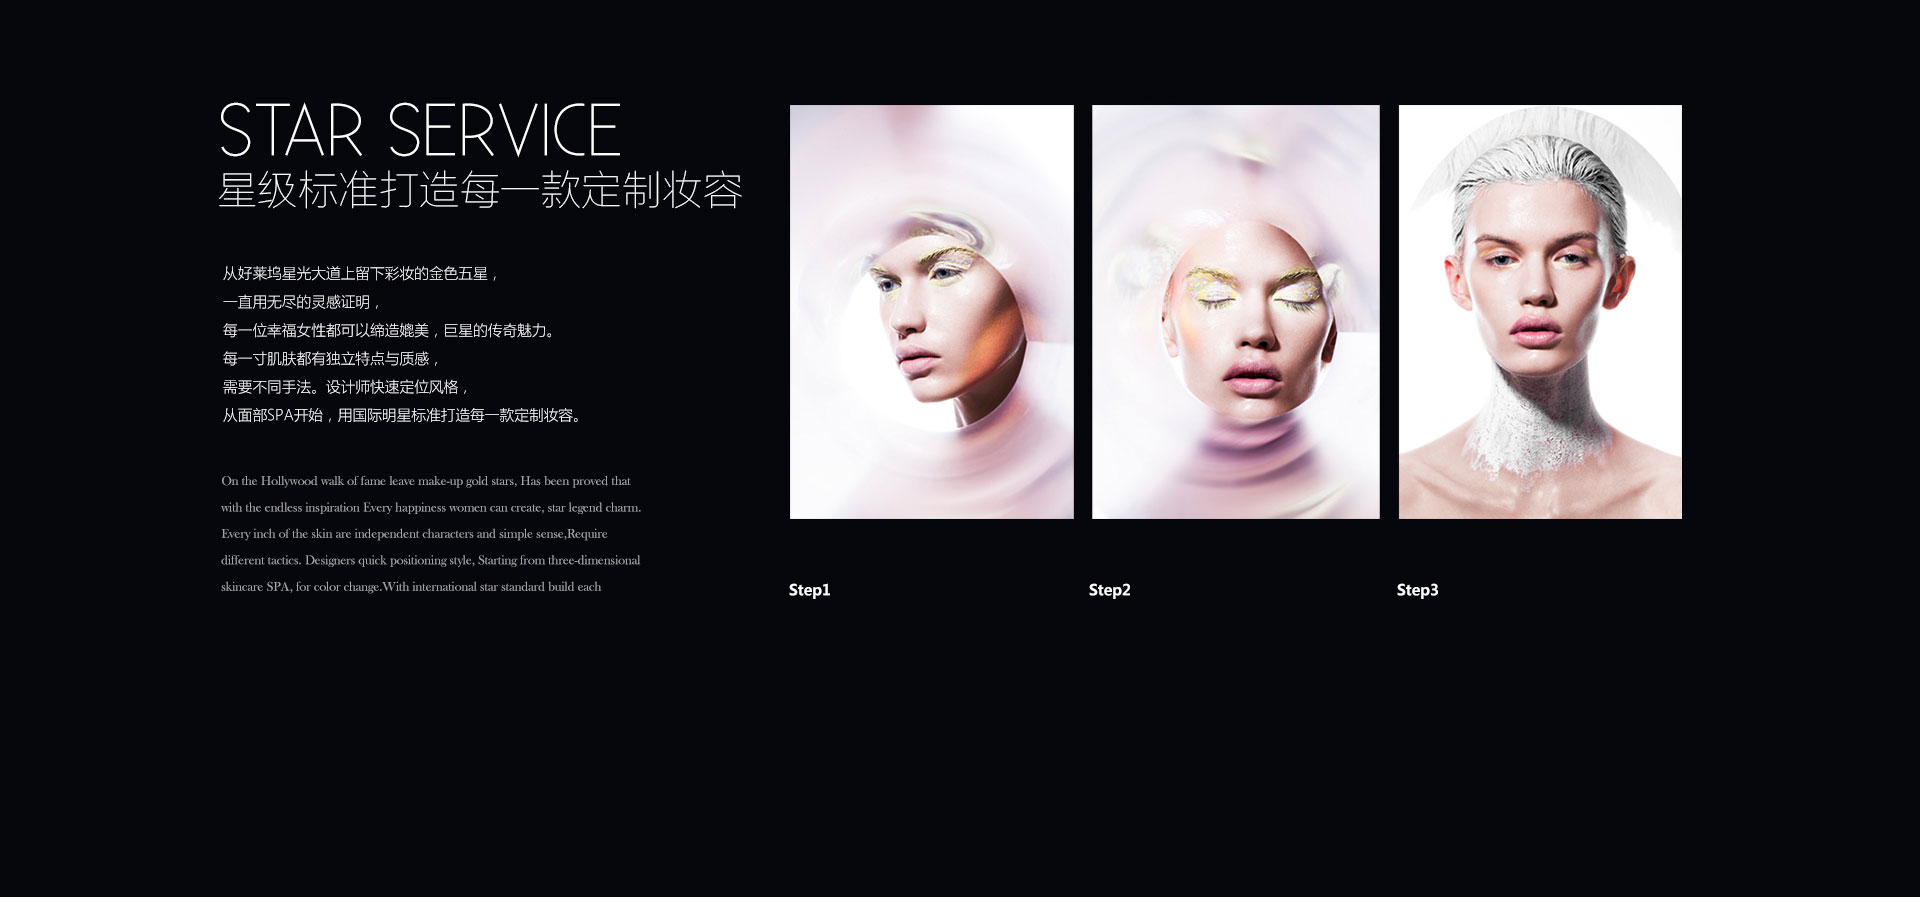 STAR SERVICE
星级标准打造每一款定制妆容
从好莱坞星光大道上留下彩妆的金色五星，
一直用无尽的灵感证明，
每一位幸福女性都可以缔造媲美，巨星的传奇魅力。
每一寸肌肤都有独立特点与质感，
需要不同手法。设计师快速定位风格，
从面部SPA开始，用国际明星标准打造每一款定制妆容。
On the Hollywood walk of fame leave make-up gold stars, Has been proved that
with the endless inspiration Every happiness women can create, star legend charm.
Every inch of the skin are independent characters and simple sense,Require
different tactics. Designers quick positioning style, Starting from three-dimensional
skincare SPA, for color change.With international star standard build each
Step1
Step2
Step3